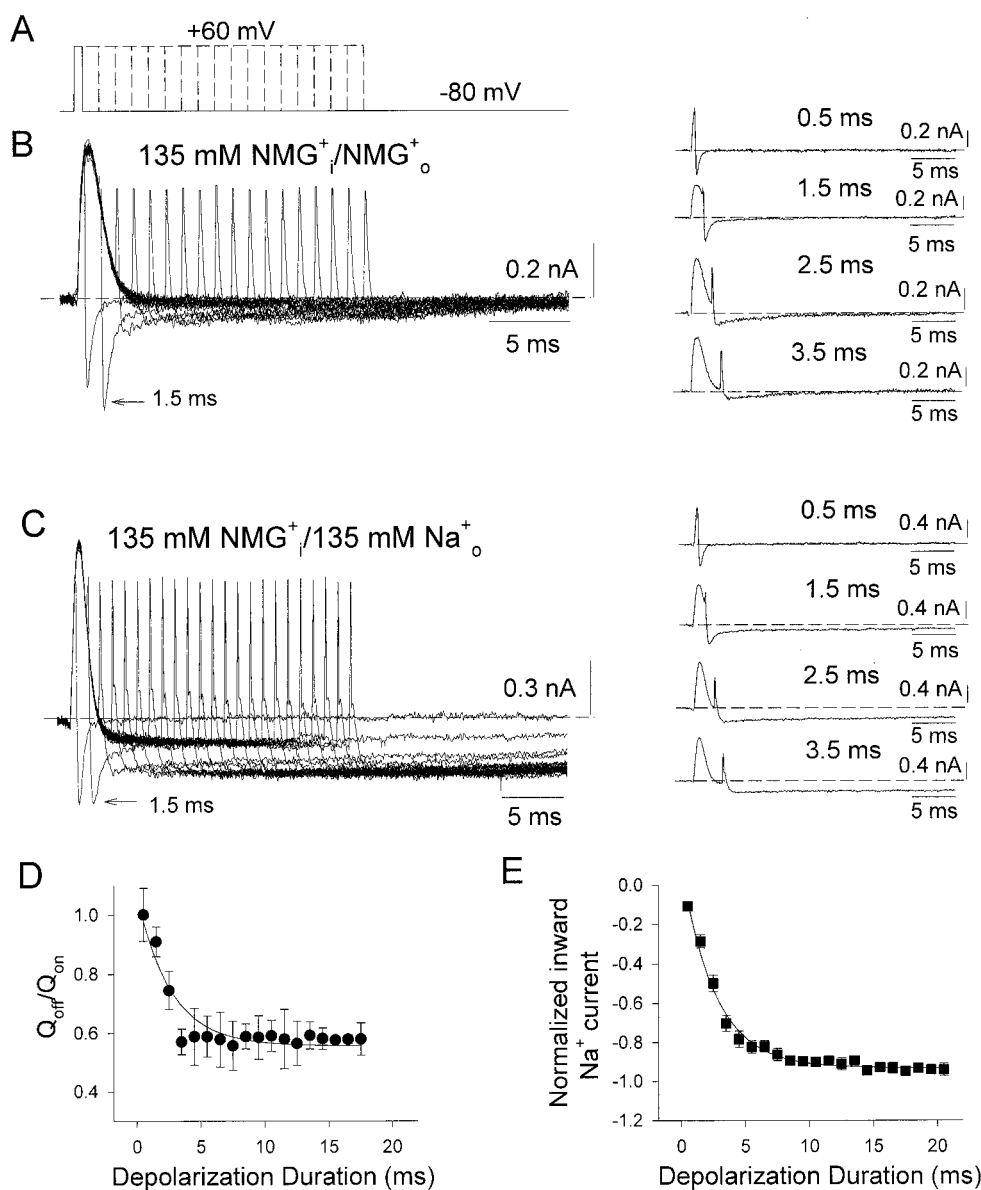 A
+60 mV
-80 mV
B
135 mM NMG⁺ᵢ/NMG⁺ₒ
0.2 nA
5 ms
1.5 ms
0.5 ms
0.2 nA
5 ms
1.5 ms
0.2 nA
5 ms
2.5 ms
0.2 nA
5 ms
3.5 ms
0.2 nA
5 ms
C
135 mM NMG⁺ᵢ/135 mM Na⁺ₒ
0.3 nA
5 ms
1.5 ms
0.5 ms
0.4 nA
5 ms
1.5 ms
0.4 nA
5 ms
2.5 ms
0.4 nA
5 ms
3.5 ms
0.4 nA
5 ms
D
Qoff/Qon
1.0
0.8
0.6
0.4
0 5 10 15 20
Depolarization Duration (ms)
E
Normalized inward
Na⁺ current
0.0
-0.2
-0.4
-0.6
-0.8
-1.0
-1.2
0 5 10 15 20
Depolarization Duration (ms)